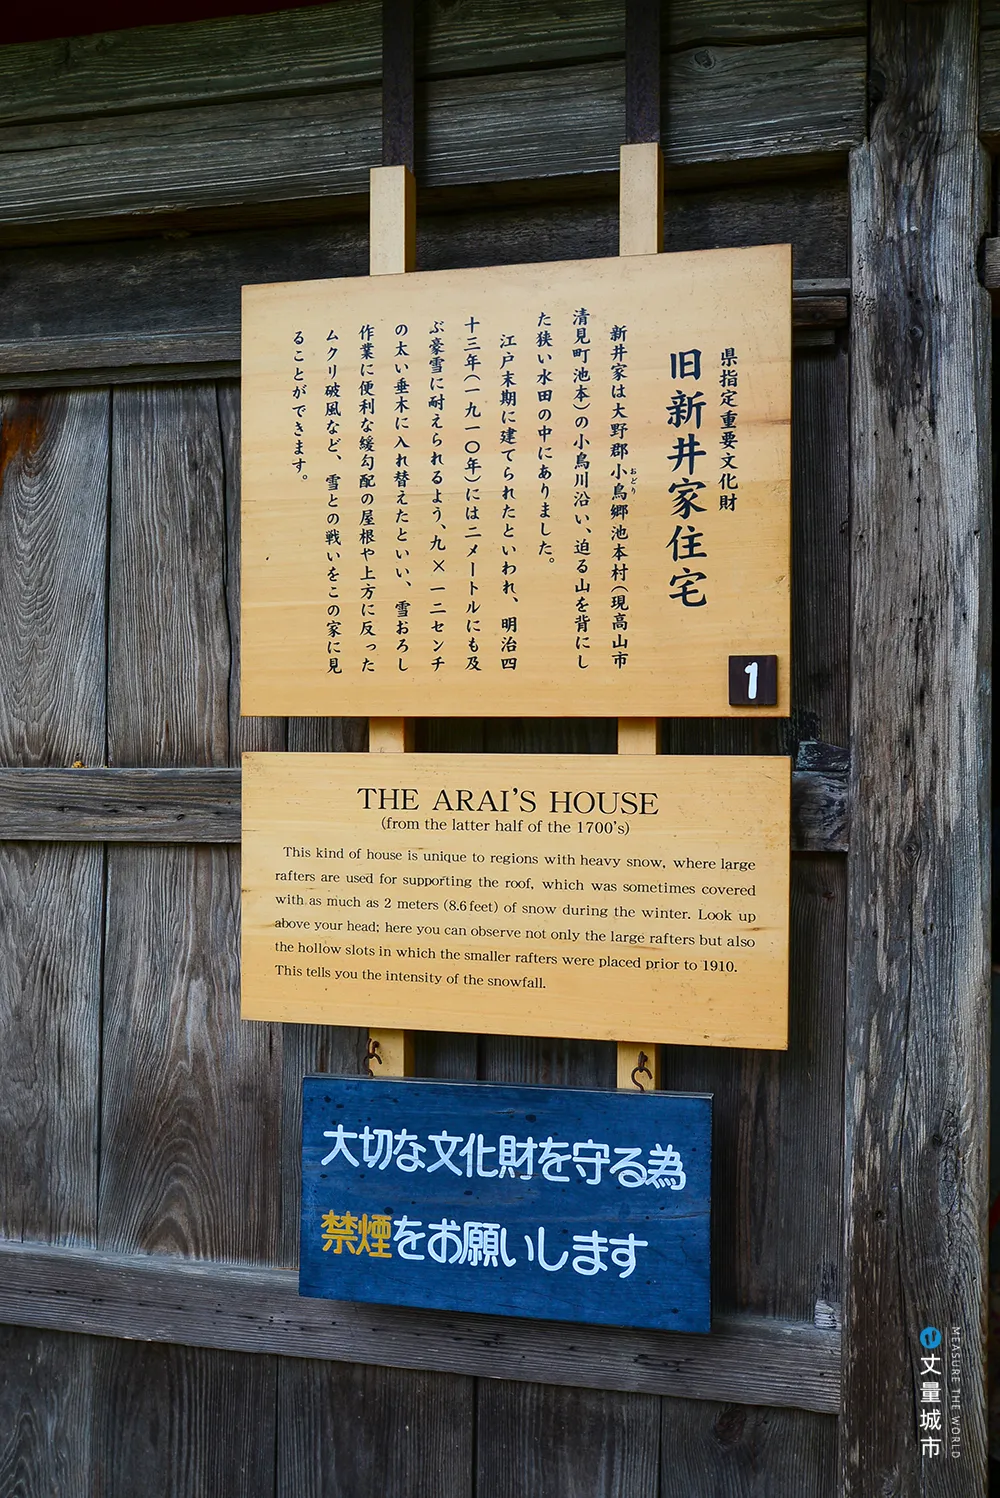 県指定重要文化財
旧新井家住宅
新井家は大野郡小鳥郷池本村(現高山市
おどり
清見町池本)の小鳥川沿い、迫る山を背にし
た狭い水田の中にありました。
江戸末期に建てられたといわれ、明治四
十三年(一九一〇年)には二メートルにも及
ぶ豪雪に耐えられるよう、九×一二センチ
の太い垂木に入れ替えたといい、雪おろし
作業に便利な緩勾配の屋根や上方に反った
ムクリ破風など、雪との戦いをこの家に見
ることができます。
1
THE ARAI'S HOUSE
(from the latter half of the 1700's)
This kind of house is unique to regions with heavy snow, where large
rafters are used for supporting the roof, which was sometimes covered
with as much as 2 meters (8.6feet) of snow during the winter. Look up
above your head; here you can observe not only the large rafters but also
the hollow slots in which the smaller rafters were placed prior to 1910.
This tells you the intensity of the snowfall.
大切な文化財を守る為
禁煙をお願いします
丈量城市
MEASURE THE WORLD